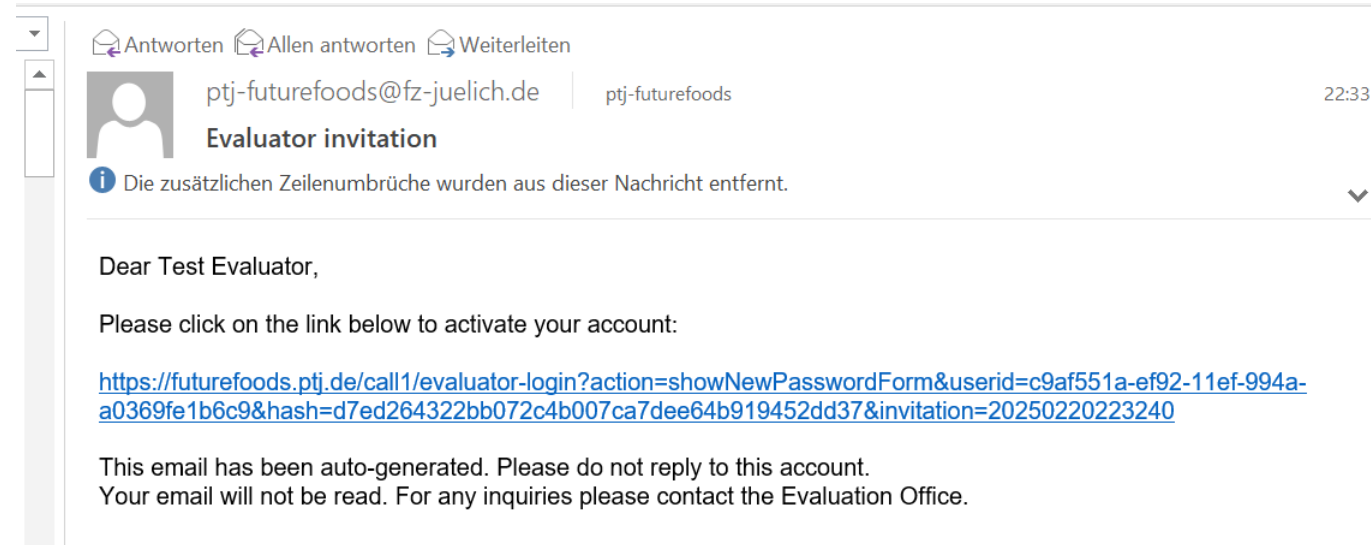 Antworten Allen antworten Weiterleiten
ptj-futurefoods@fz-juelich.de ptj-futurefoods 22:33
Evaluator invitation
Die zusätzlichen Zeilenumbrüche wurden aus dieser Nachricht entfernt.
Dear Test Evaluator,
Please click on the link below to activate your account:
https://futurefoods.ptj.de/call1/evaluator-login?action=showNewPasswordForm&userid=c9af551a-ef92-11ef-994a-
a0369fe1b6c9&hash=d7ed264322bb072c4b007ca7dee64b919452dd37&invitation=20250220223240
This email has been auto-generated. Please do not reply to this account.
Your email will not be read. For any inquiries please contact the Evaluation Office.